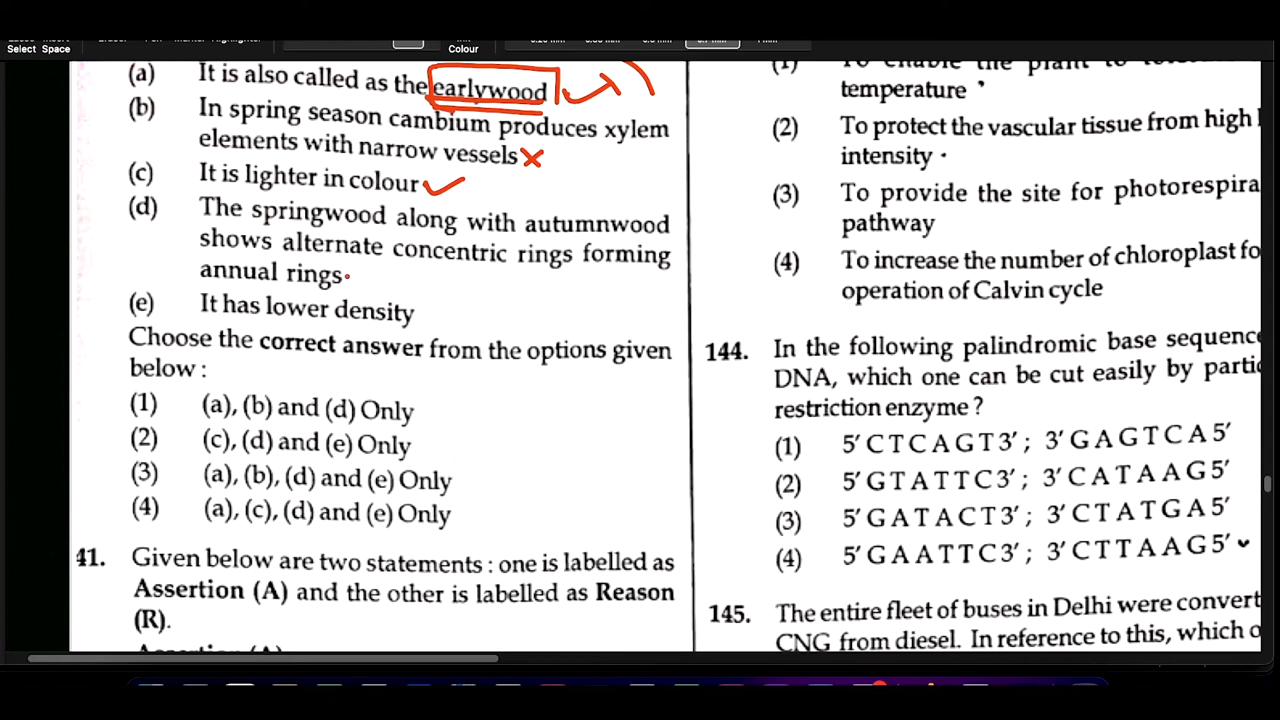 Select Space
Colour
(a) It is also called as the earlywood
(b) In spring season cambium produces xylem
elements with narrow vessels
(c) It is lighter in colour
(d) The springwood along with autumnwood
shows alternate concentric rings forming
annual rings
(e) It has lower density
Choose the correct answer from the options given
below :
(1) (a), (b) and (d) Only
(2) (c), (d) and (e) Only
(3) (a), (b), (d) and (e) Only
(4) (a), (c), (d) and (e) Only
41. Given below are two statements : one is labelled as
Assertion (A) and the other is labelled as Reason
(R).
Assertion (A)
(1) To enable the plant to
temperature
(2) To protect the vascular tissue from high
intensity
(3) To provide the site for photorespira
pathway
(4) To increase the number of chloroplast fo
operation of Calvin cycle
144. In the following palindromic base sequence
DNA, which one can be cut easily by partic
restriction enzyme ?
(1) 5′ C T C A G T 3′ ; 3′ G A G T C A 5′
(2) 5′ G T A T T C 3′ ; 3′ C A T A A G 5′
(3) 5′ G A T A C T 3′ ; 3′ C T A T G A 5′
(4) 5′ G A A T T C 3′ ; 3′ C T T A A G 5′
145. The entire fleet of buses in Delhi were convert
CNG from diesel. In reference to this, which o